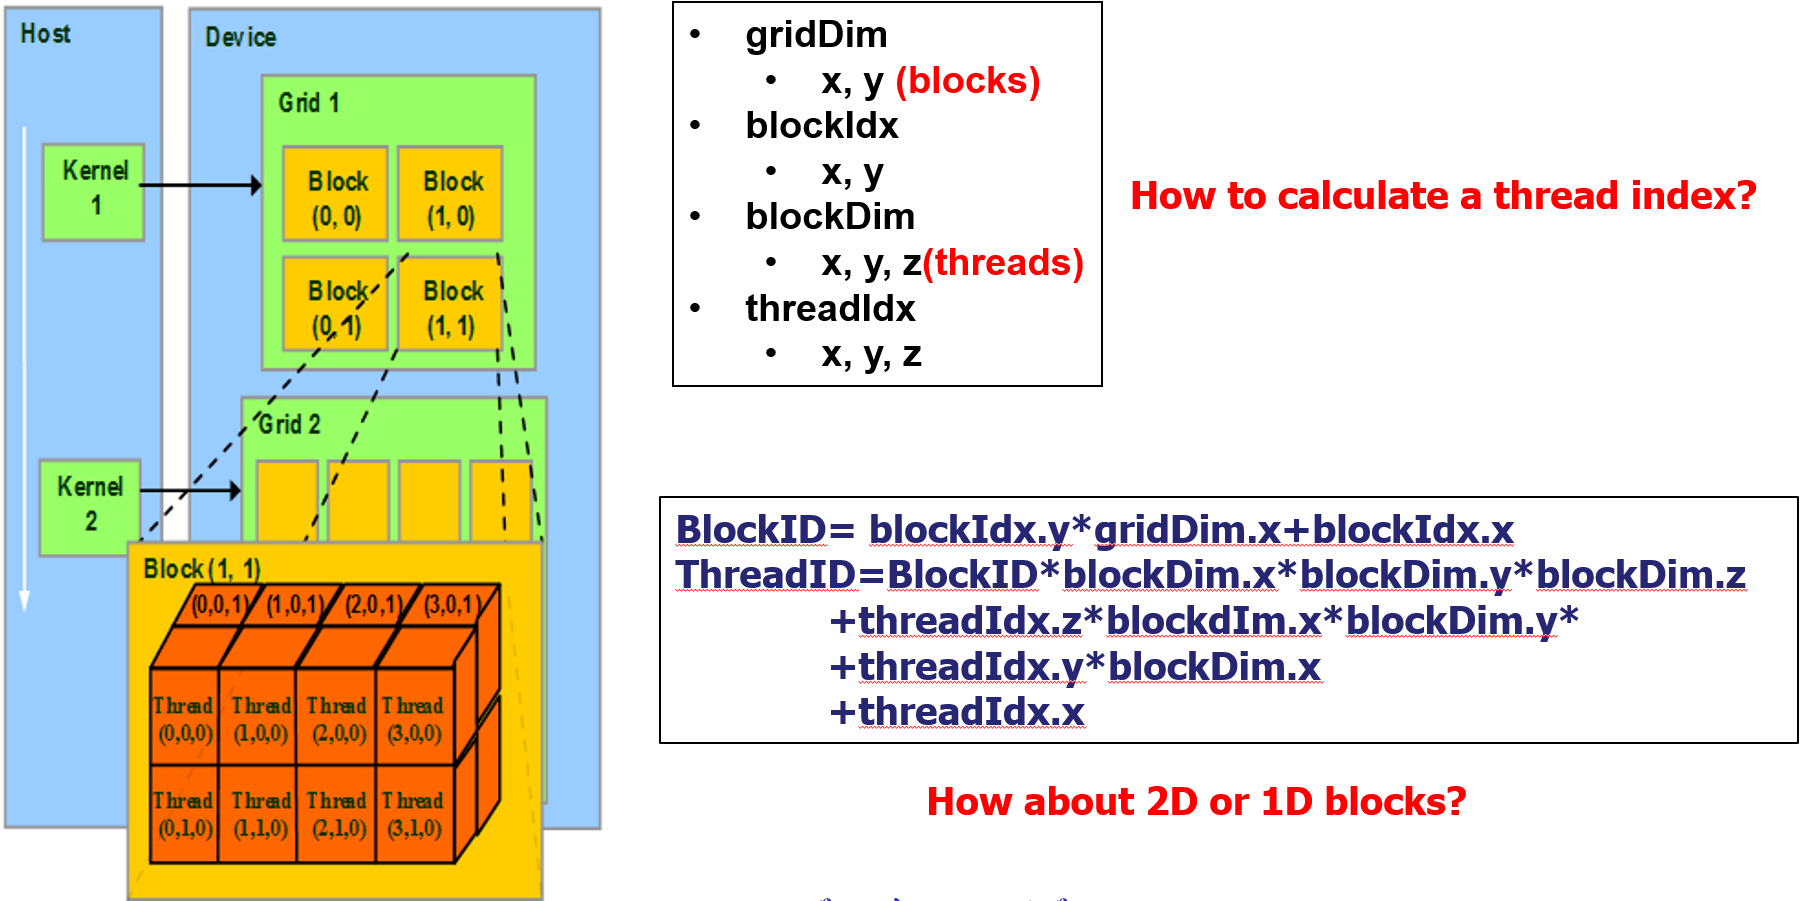 Host
Device
Grid 1
Kernel
1
Block
(0, 0)
Block
(1, 0)
Block
(0, 1)
Block
(1, 1)
Grid 2
Kernel
2
Block (1, 1)
(0,0,1) (1,0,1) (2,0,1) (3,0,1)
Thread
(0,0,0)
Thread
(1,0,0)
Thread
(2,0,0)
Thread
(3,0,0)
Thread
(0,1,0)
Thread
(1,1,0)
Thread
(2,1,0)
Thread
(3,1,0)
• gridDim
• x, y (blocks)
• blockIdx
• x, y
• blockDim
• x, y, z(threads)
• threadIdx
• x, y, z
How to calculate a thread index?
BlockID= blockIdx.y*gridDim.x+blockIdx.x
ThreadID=BlockID*blockDim.x*blockDim.y*blockDim.z
+threadIdx.z*blockdIm.x*blockDim.y*
+threadIdx.y*blockDim.x
+threadIdx.x
How about 2D or 1D blocks?